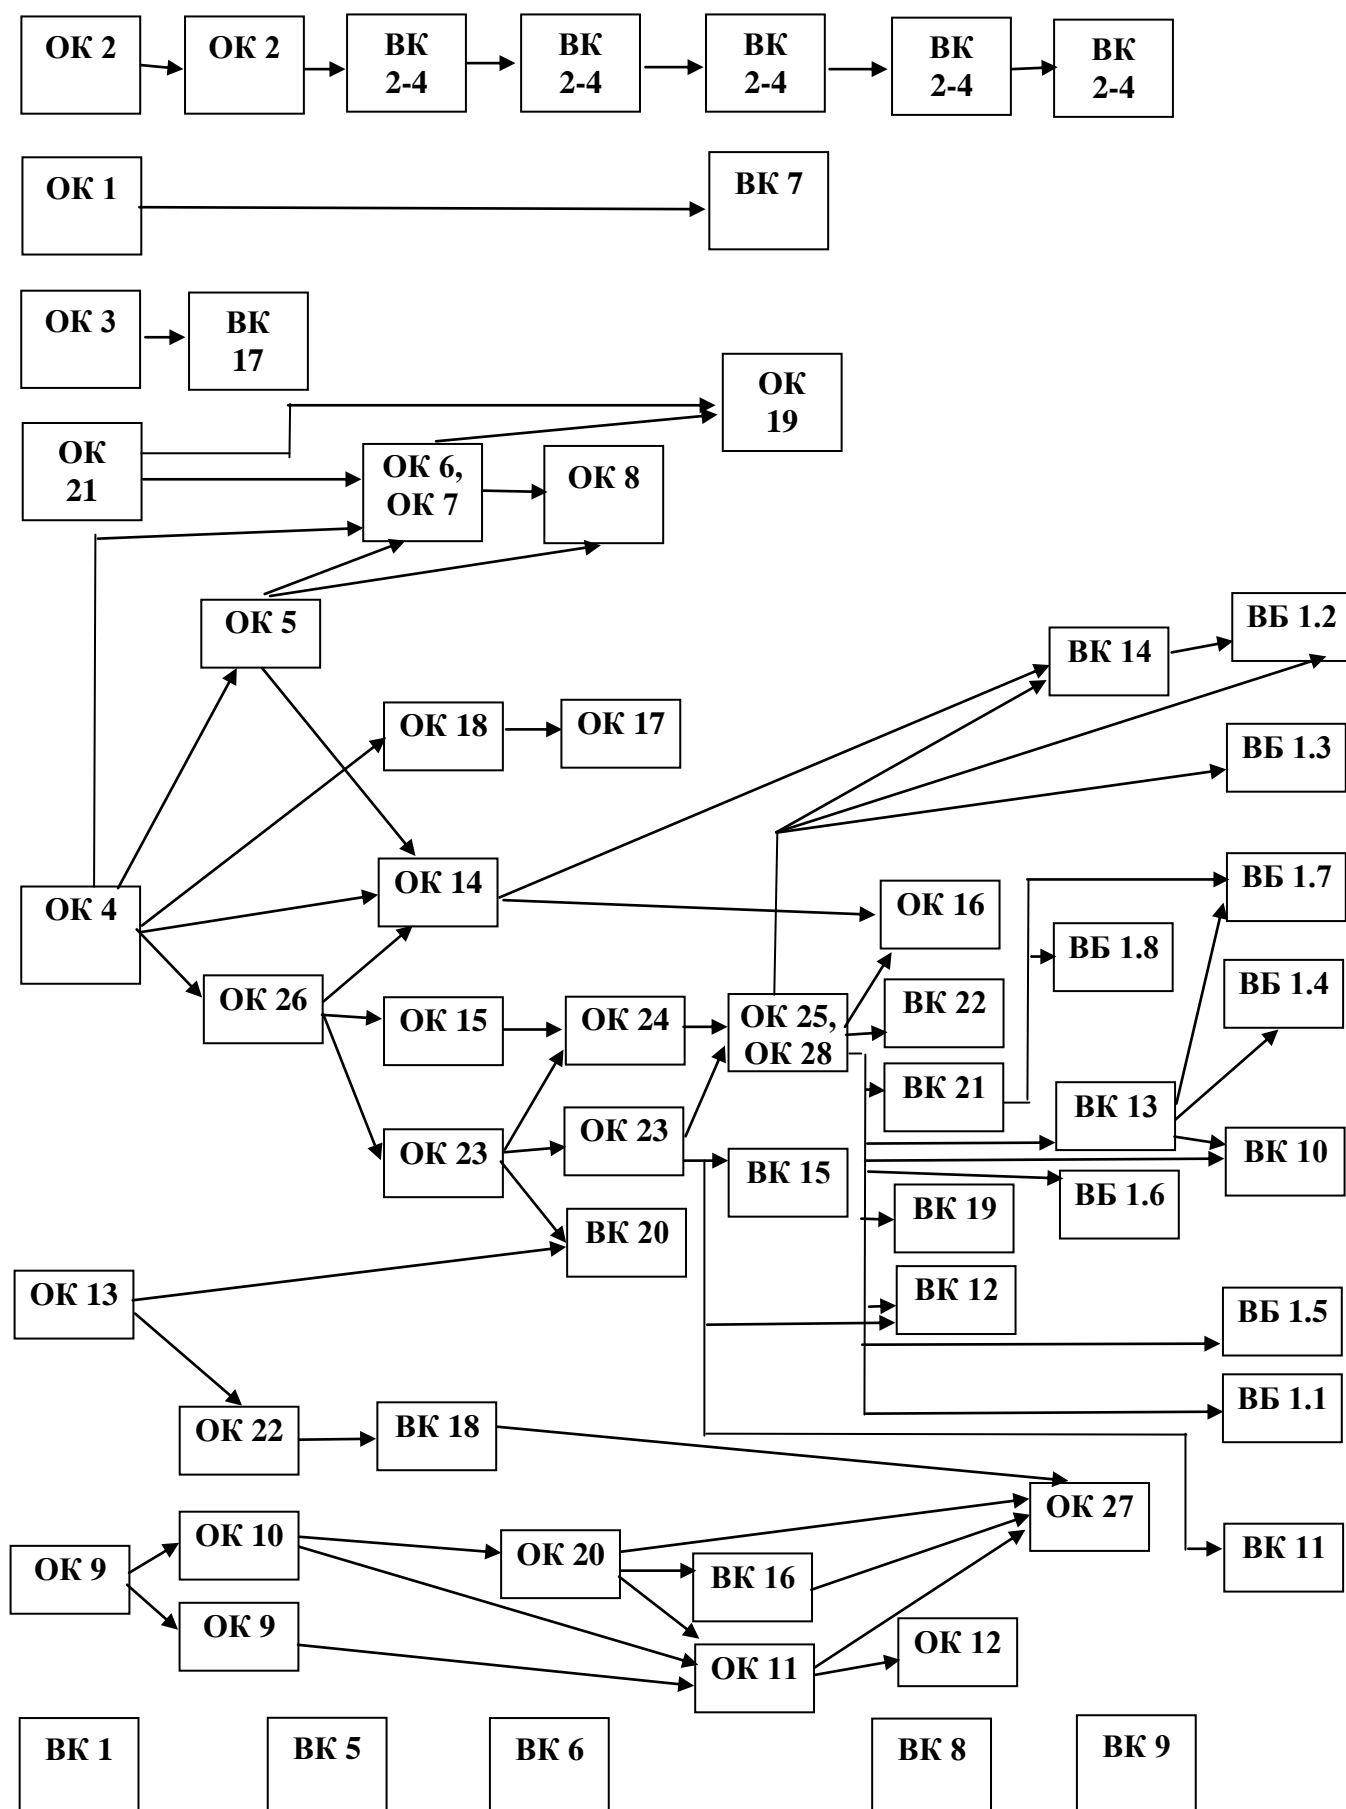 ОК 2
ОК 2
ВК
2-4
ВК
2-4
ВК
2-4
ВК
2-4
ВК
2-4
ОК 1
ВК 7
ОК 3
ВК
17
ОК
19
ОК
21
ОК 6,
ОК 7
ОК 8
ОК 5
ВК 14
ВБ 1.2
ОК 18
ОК 17
ВБ 1.3
ОК 4
ОК 14
ОК 16
ВБ 1.7
ВБ 1.8
ВБ 1.4
ОК 26
ОК 15
ОК 24
ОК 25,
ОК 28
ВК 22
ВК 21
ВК 13
ОК 23
ОК 23
ВК 15
ВК 10
ВБ 1.6
ВК 20
ВК 19
ОК 13
ВК 12
ВБ 1.5
ОК 22
ВК 18
ВБ 1.1
ОК 27
ОК 10
ОК 9
ОК 20
ВК 16
ВК 11
ОК 9
ОК 11
ОК 12
ВК 1
ВК 5
ВК 6
ВК 8
ВК 9